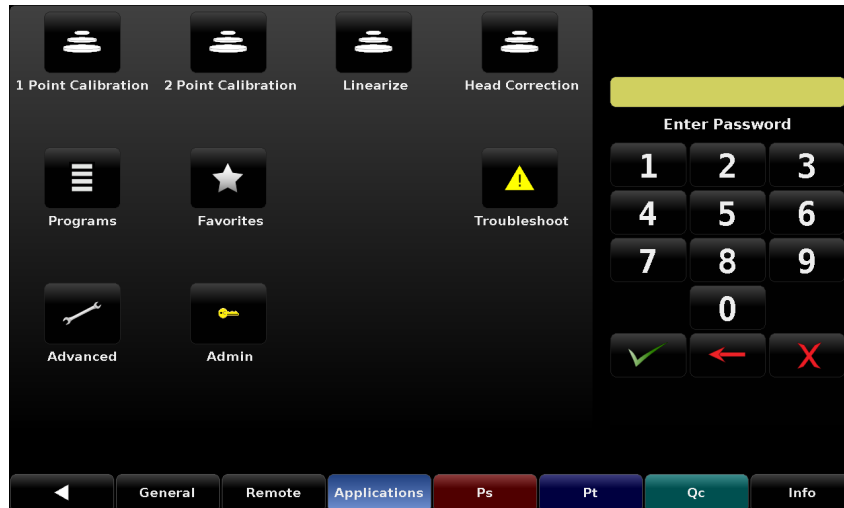 1 Point Calibration 2 Point Calibration Linearize Head Correction
Programs Favorites Troubleshoot
Advanced Admin
Enter Password
1 2 3
4 5 6
7 8 9
0
General Remote Applications Ps Pt Qc Info